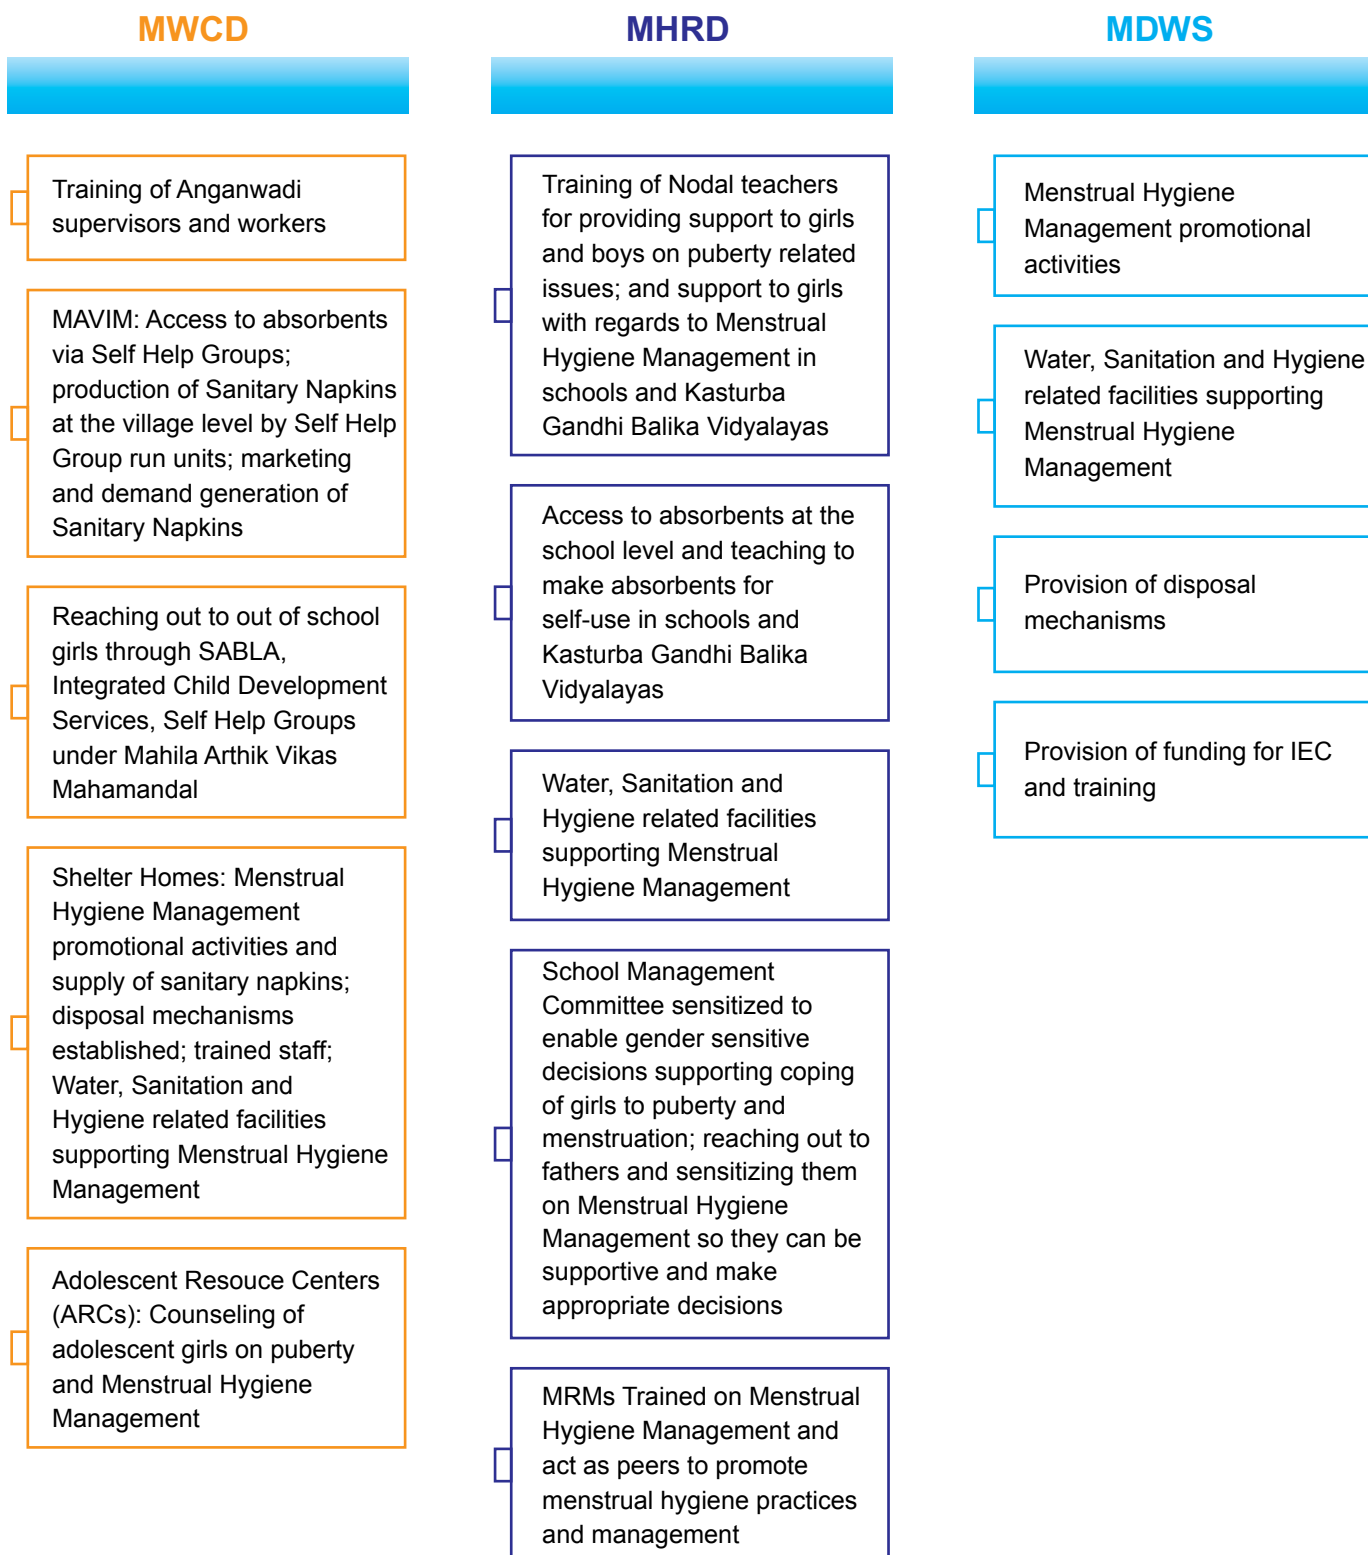 MWCD
Training of Anganwadi
supervisors and workers
MAVIM: Access to absorbents
via Self Help Groups;
production of Sanitary Napkins
at the village level by Self Help
Group run units; marketing
and demand generation of
Sanitary Napkins
Reaching out to out of school
girls through SABLA,
Integrated Child Development
Services, Self Help Groups
under Mahila Arthik Vikas
Mahamandal
Shelter Homes: Menstrual
Hygiene Management
promotional activities and
supply of sanitary napkins;
disposal mechanisms
established; trained staff;
Water, Sanitation and
Hygiene related facilities
supporting Menstrual Hygiene
Management
Adolescent Resouce Centers
(ARCs): Counseling of
adolescent girls on puberty
and Menstrual Hygiene
Management
MHRD
Training of Nodal teachers
for providing support to girls
and boys on puberty related
issues; and support to girls
with regards to Menstrual
Hygiene Management in
schools and Kasturba
Gandhi Balika Vidyalayas
Access to absorbents at the
school level and teaching to
make absorbents for
self-use in schools and
Kasturba Gandhi Balika
Vidyalayas
Water, Sanitation and
Hygiene related facilities
supporting Menstrual
Hygiene Management
School Management
Committee sensitized to
enable gender sensitive
decisions supporting coping
of girls to puberty and
menstruation; reaching out to
fathers and sensitizing them
on Menstrual Hygiene
Management so they can be
supportive and make
appropriate decisions
MRMs Trained on Menstrual
Hygiene Management and
act as peers to promote
menstrual hygiene practices
and management
MDWS
Menstrual Hygiene
Management promotional
activities
Water, Sanitation and Hygiene
related facilities supporting
Menstrual Hygiene
Management
Provision of disposal
mechanisms
Provision of funding for IEC
and training